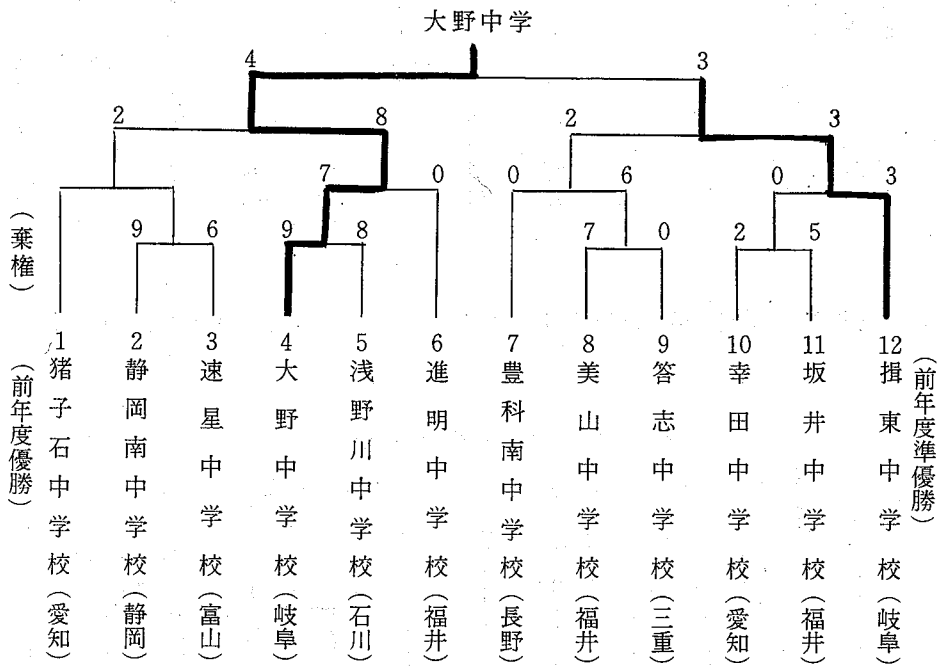 大野中学
4 3
2 8 2 3
7 0 0 6 0 3
9 6 9 8 7 0 2 5
（棄権）
1 猪子石中学校（愛知）
（前年度優勝）
2 静岡南中学校（静岡）
3 速星中学校（富山）
4 大野中学校（岐阜）
5 浅野川中学校（石川）
6 進明中学校（福井）
7 豊科南中学校（長野）
8 美山中学校（福井）
9 答志中学校（三重）
10 幸田中学校（愛知）
11 坂井中学校（福井）
12 揖東中学校（岐阜）
（前年度準優勝）